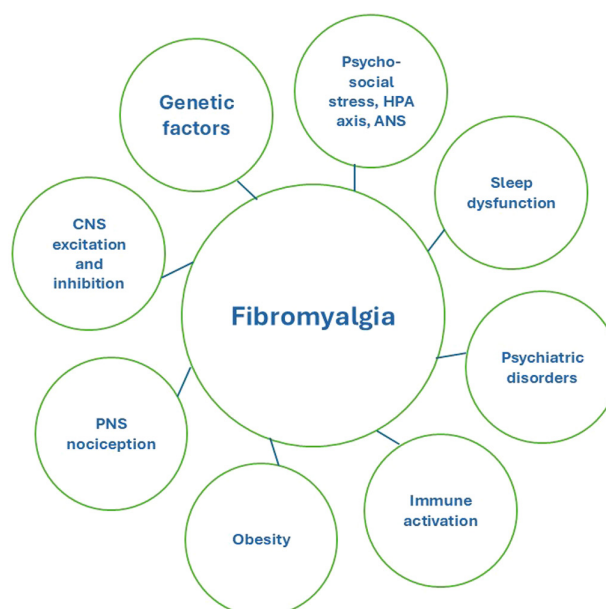 Genetic
factors
Psycho-
social
stress, HPA
axis, ANS
Sleep
dysfunction
CNS
excitation
and
inhibition
Fibromyalgia
Psychiatric
disorders
PNS
nociception
Immune
activation
Obesity